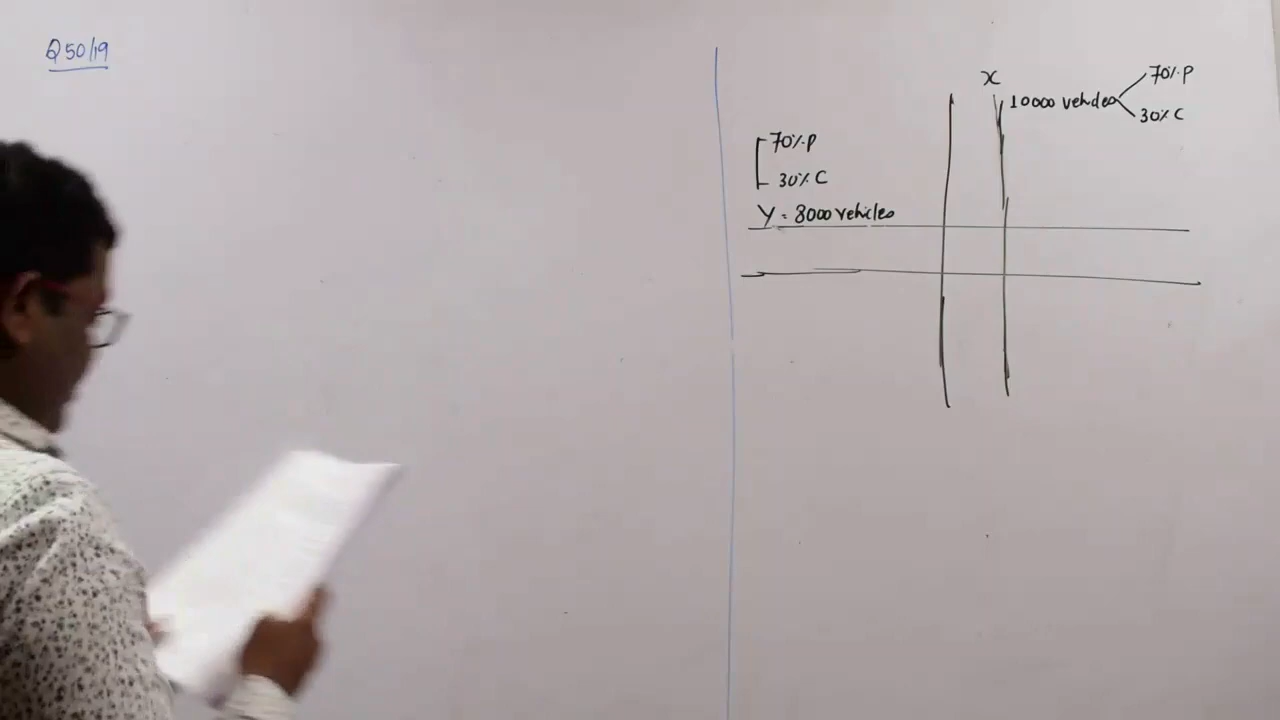 Q50/19
x
10000 vehicles
70% P
30% C
70% P
30% C
Y = 8000 vehicles